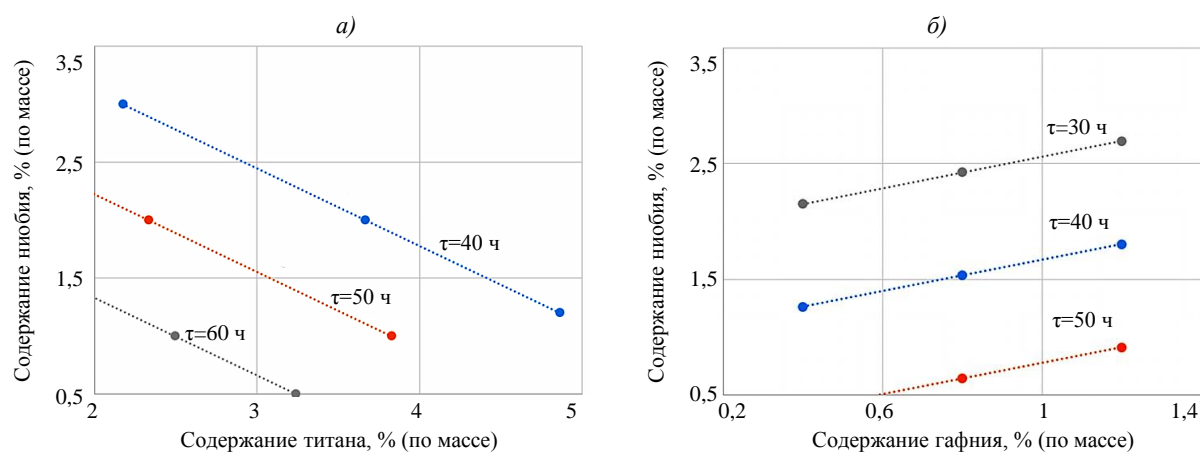 а)
Содержание ниобия, % (по массе)
3,5
2,5
1,5
0,5
τ=40 ч
τ=50 ч
τ=60 ч
2
3
4
5
Содержание титана, % (по массе)
б)
Содержание ниобия, % (по массе)
3,5
2,5
1,5
0,5
τ=30 ч
τ=40 ч
τ=50 ч
0,2
0,6
1
1,4
Содержание гафния, % (по массе)